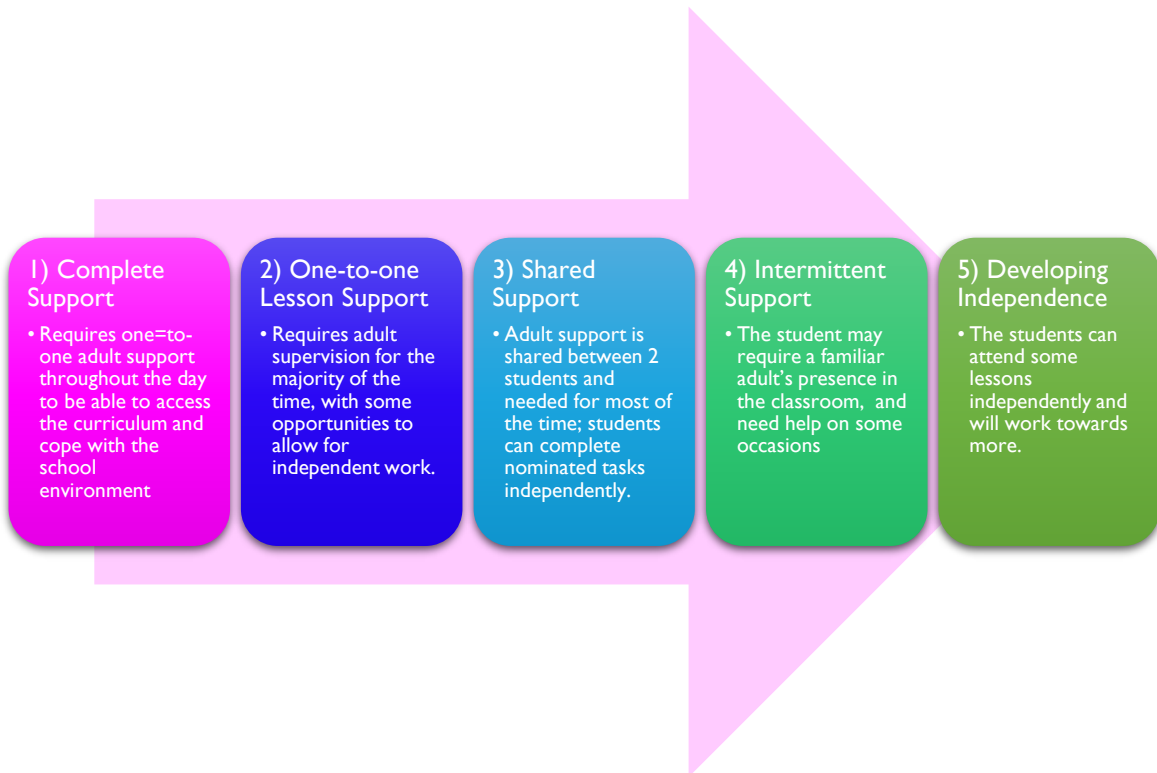 1) Complete
Support
• Requires one=to-
one adult support
throughout the day
to be able to access
the curriculum and
cope with the
school
environment
2) One-to-one
Lesson Support
• Requires adult
supervision for the
majority of the
time, with some
opportunities to
allow for
independent work.
3) Shared
Support
• Adult support is
shared between 2
students and
needed for most of
the time; students
can complete
nominated tasks
independently.
4) Intermittent
Support
• The student may
require a familiar
adult’s presence in
the classroom,  and
need help on some
occasions
5) Developing
Independence
• The students can
attend some
lessons
independently and
will work towards
more.